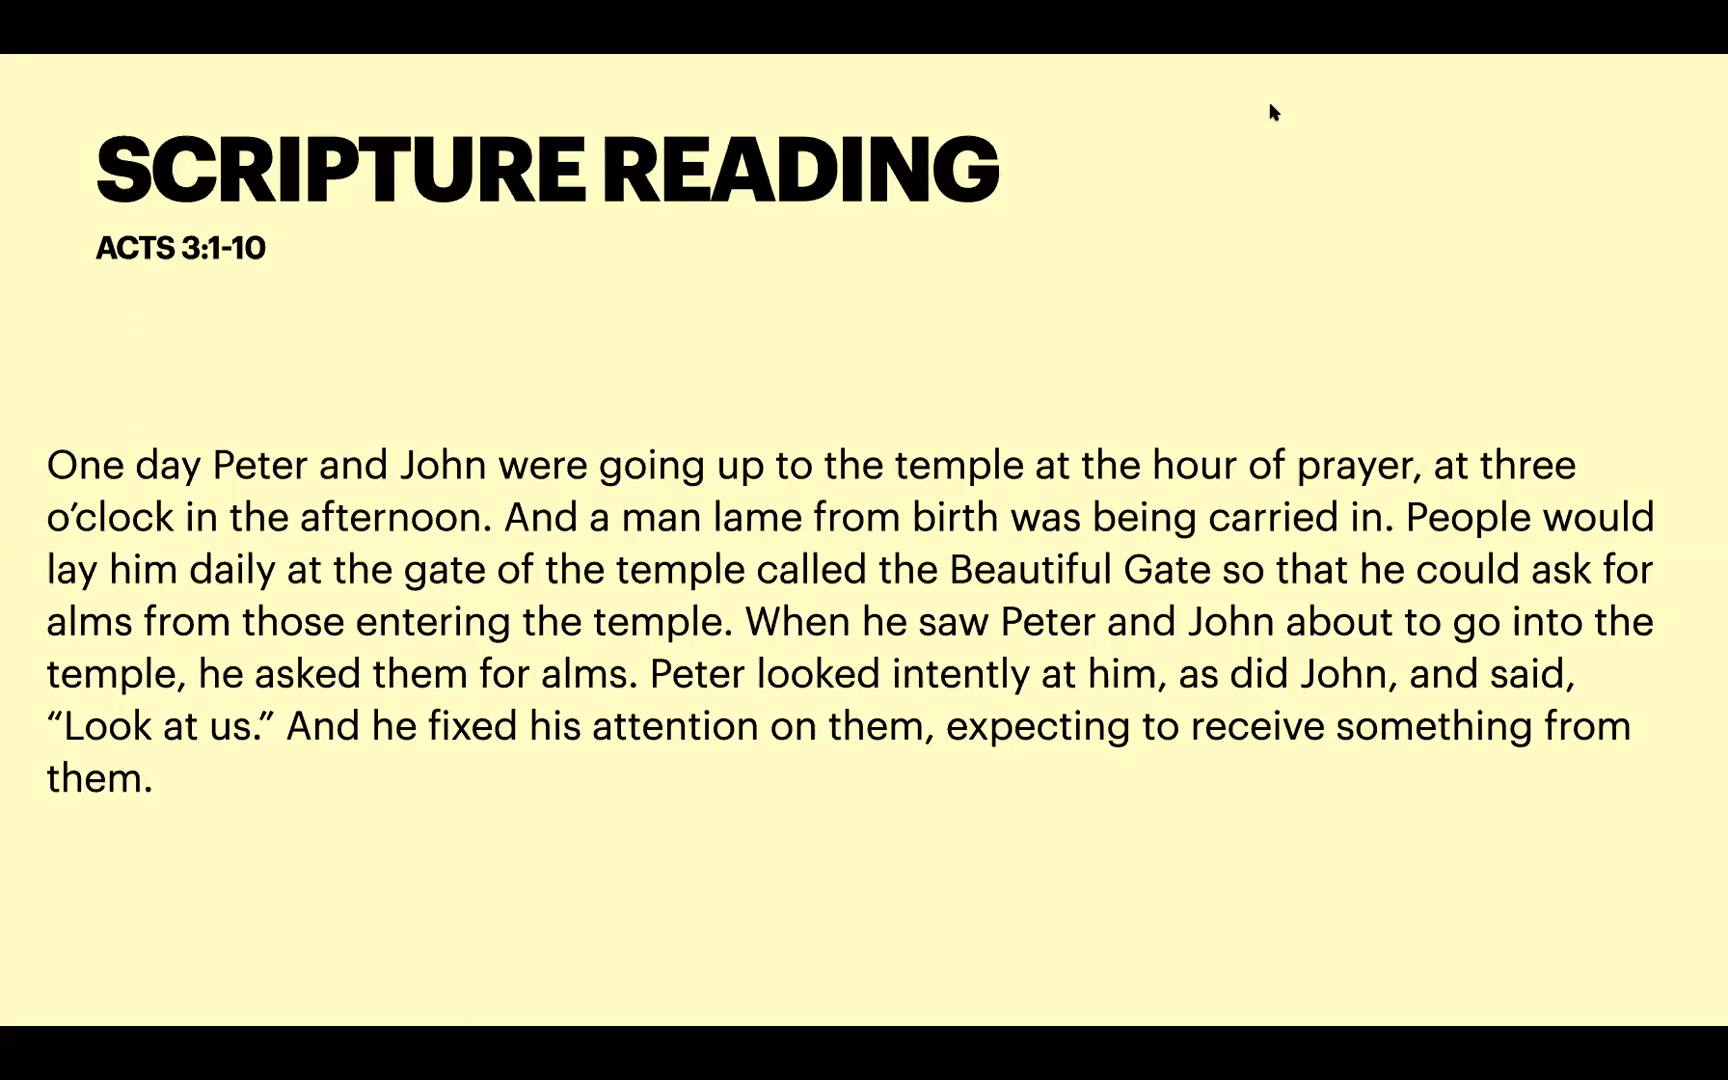 SCRIPTURE READING
ACTS 3:1-10
One day Peter and John were going up to the temple at the hour of prayer, at three
o’clock in the afternoon. And a man lame from birth was being carried in. People would
lay him daily at the gate of the temple called the Beautiful Gate so that he could ask for
alms from those entering the temple. When he saw Peter and John about to go into the
temple, he asked them for alms. Peter looked intently at him, as did John, and said,
“Look at us.” And he fixed his attention on them, expecting to receive something from
them.